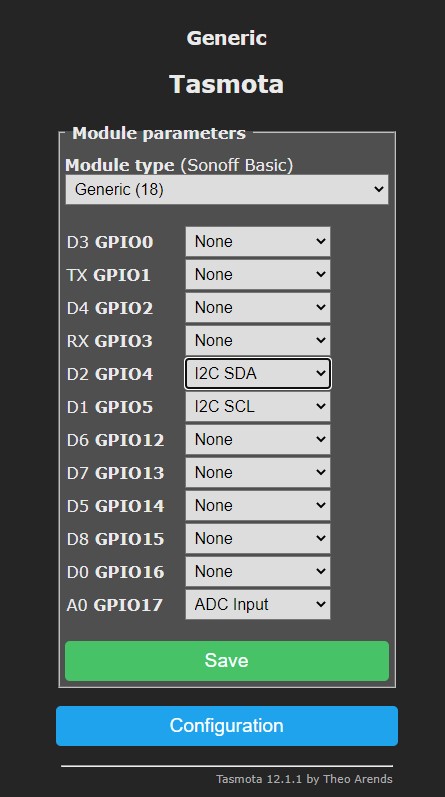 Generic
Tasmota
Module parameters
Module type (Sonoff Basic)
Generic (18)
D3 GPIO0 None
TX GPIO1 None
D4 GPIO2 None
RX GPIO3 None
D2 GPIO4 I2C SDA
D1 GPIO5 I2C SCL
D6 GPIO12 None
D7 GPIO13 None
D5 GPIO14 None
D8 GPIO15 None
D0 GPIO16 None
A0 GPIO17 ADC Input
Save
Configuration
Tasmota 12.1.1 by Theo Arends